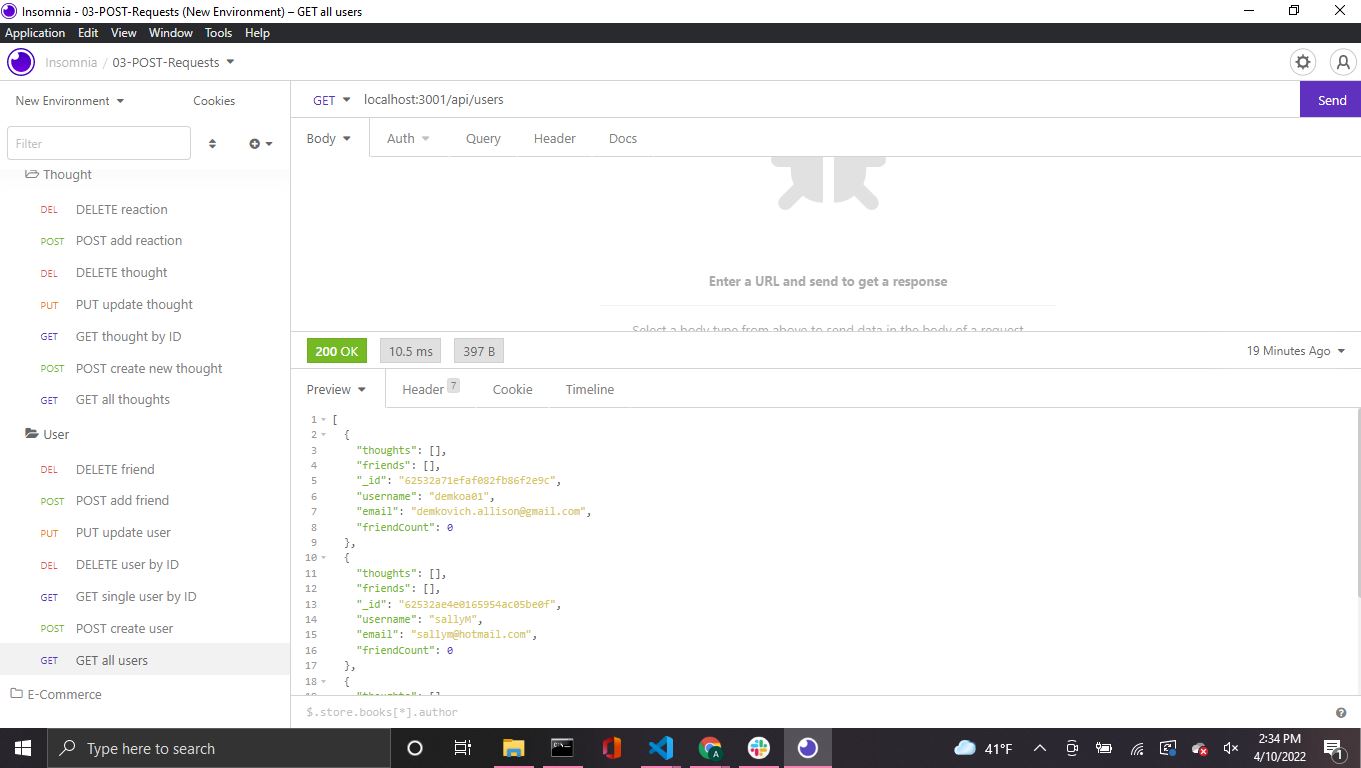 Insomnia - 03-POST-Requests (New Environment) – GET all users
Application Edit View Window Tools Help
Insomnia / 03-POST-Requests
New Environment Cookies
GET localhost:3001/api/users Send
Filter
Body Auth Query Header Docs
Thought
DEL DELETE reaction
POST POST add reaction
DEL DELETE thought
PUT PUT update thought
GET GET thought by ID
POST POST create new thought
GET GET all thoughts
User
DEL DELETE friend
POST POST add friend
PUT PUT update user
DEL DELETE user by ID
GET GET single user by ID
POST POST create user
GET GET all users
E-Commerce
Enter a URL and send to get a response
Select a body type from above to send data in the body of a request
200 OK 10.5 ms 397 B 19 Minutes Ago
Preview Header 7 Cookie Timeline
1 [
2 {
3 "thoughts": [],
4 "friends": [],
5 "_id": "62532a71efaf082fb86f2e9c",
6 "username": "demkoa01",
7 "email": "demkovich.allison@gmail.com",
8 "friendCount": 0
9 },
10 {
11 "thoughts": [],
12 "friends": [],
13 "_id": "62532ae4e0165954ac05be0f",
14 "username": "sallyM",
15 "email": "sallym@hotmail.com",
16 "friendCount": 0
17 },
18 {
19 "thoughts": [],
$.store.books[*].author
Type here to search
41°F
2:34 PM
4/10/2022
1